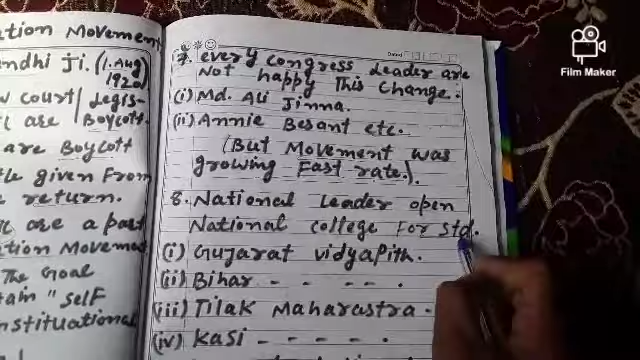 ation Movement
ndhi ji. (1. Aug 1920)
court / Legis-
are Boycott.
are Boycott
given From
return.
are a part
tion Movement
The Goal
"Self
nstituational
Date
7. every congress Leader are
Not happy This change.
(i) Md. Ali Jinna.
(ii) Annie Besant etc.
(But Movement was
growing Fast rate.).
8. National Leader open
National college For Std.
(i) Gujarat vidyapith.
(ii) Bihar - - - - .
(iii) Tilak Maharastra -
(iv) Kasi - - - - - .
Film Maker